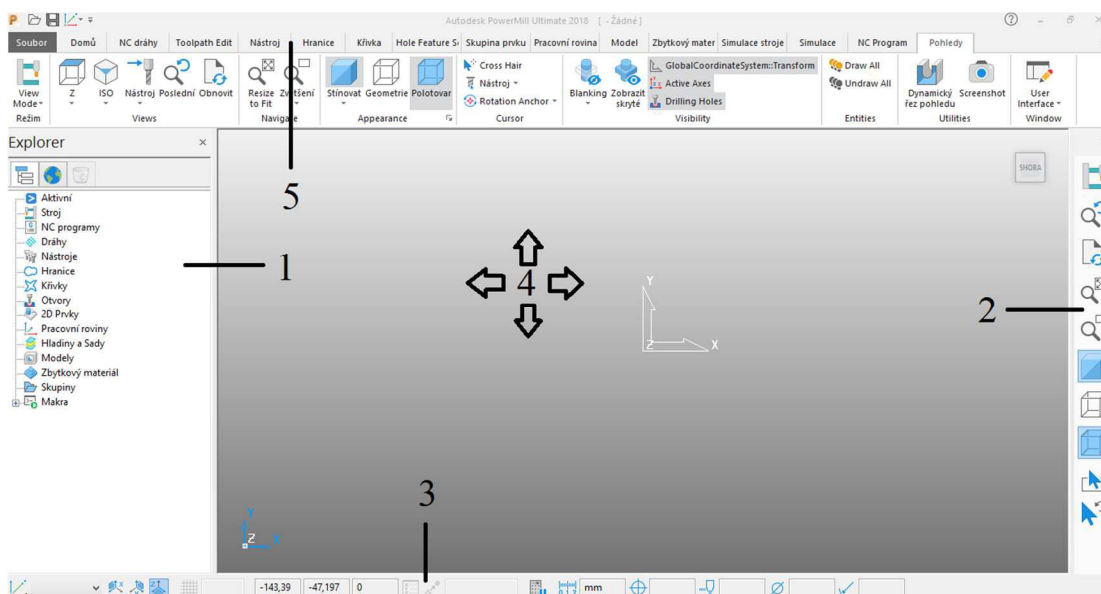 Autodesk PowerMill Ultimate 2018 [ - Žádné ]
Soubor Domů NC dráhy Toolpath Edit Nástroj Hranice Křivka Hole Feature S Skupina prvku Pracovní rovina Model Zbytkový mater Simulace stroje Simulace NC Program Pohledy
View Mode Z ISO Nástroj Poslední Obnovit Resize to Fit Zvětšení Stínovat Geometrie Polotovar
Cross Hair
Nástroj
Rotation Anchor
Blanking Zobrazit skryté
GlobalCoordinateSystem::Transform
Active Axes
Drilling Holes
Draw All
Undraw All
Dynamický řez pohledu Screenshot User Interface
Režim Views Navigate Appearance Cursor Visibility Entities Utilities Window
Explorer
SHORA
5
Aktivní
Stroj
NC programy
Dráhy
Nástroje
Hranice
Křivky
Otvory
2D Prvky
Pracovní roviny
Hladiny a Sady
Modely
Zbytkový materiál
Skupiny
Makra
1
4
2
Y
Z X
3
Y
Z X
-143,39 -47,197 0 mm